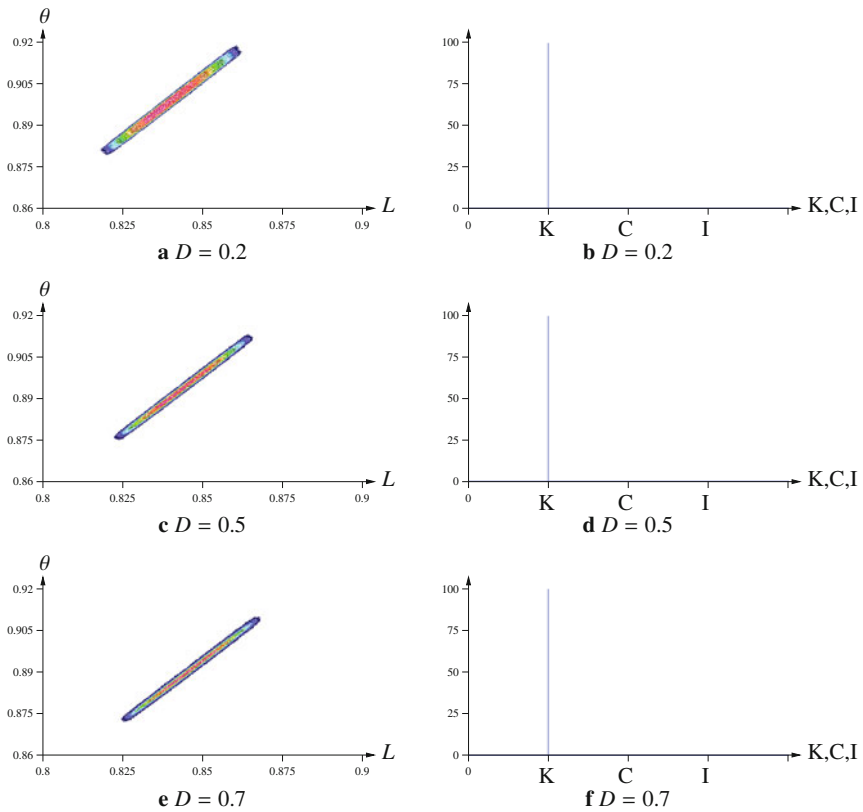 θ
0.92
0.905
0.89
0.875
0.86
0.8 0.825 0.85 0.875 0.9
L
a D = 0.2
100
75
50
25
0
0 K C I
K,C,I
b D = 0.2
θ
0.92
0.905
0.89
0.875
0.86
0.8 0.825 0.85 0.875 0.9
L
c D = 0.5
100
75
50
25
0
0 K C I
K,C,I
d D = 0.5
θ
0.92
0.905
0.89
0.875
0.86
0.8 0.825 0.85 0.875 0.9
L
e D = 0.7
100
75
50
25
0
0 K C I
K,C,I
f D = 0.7